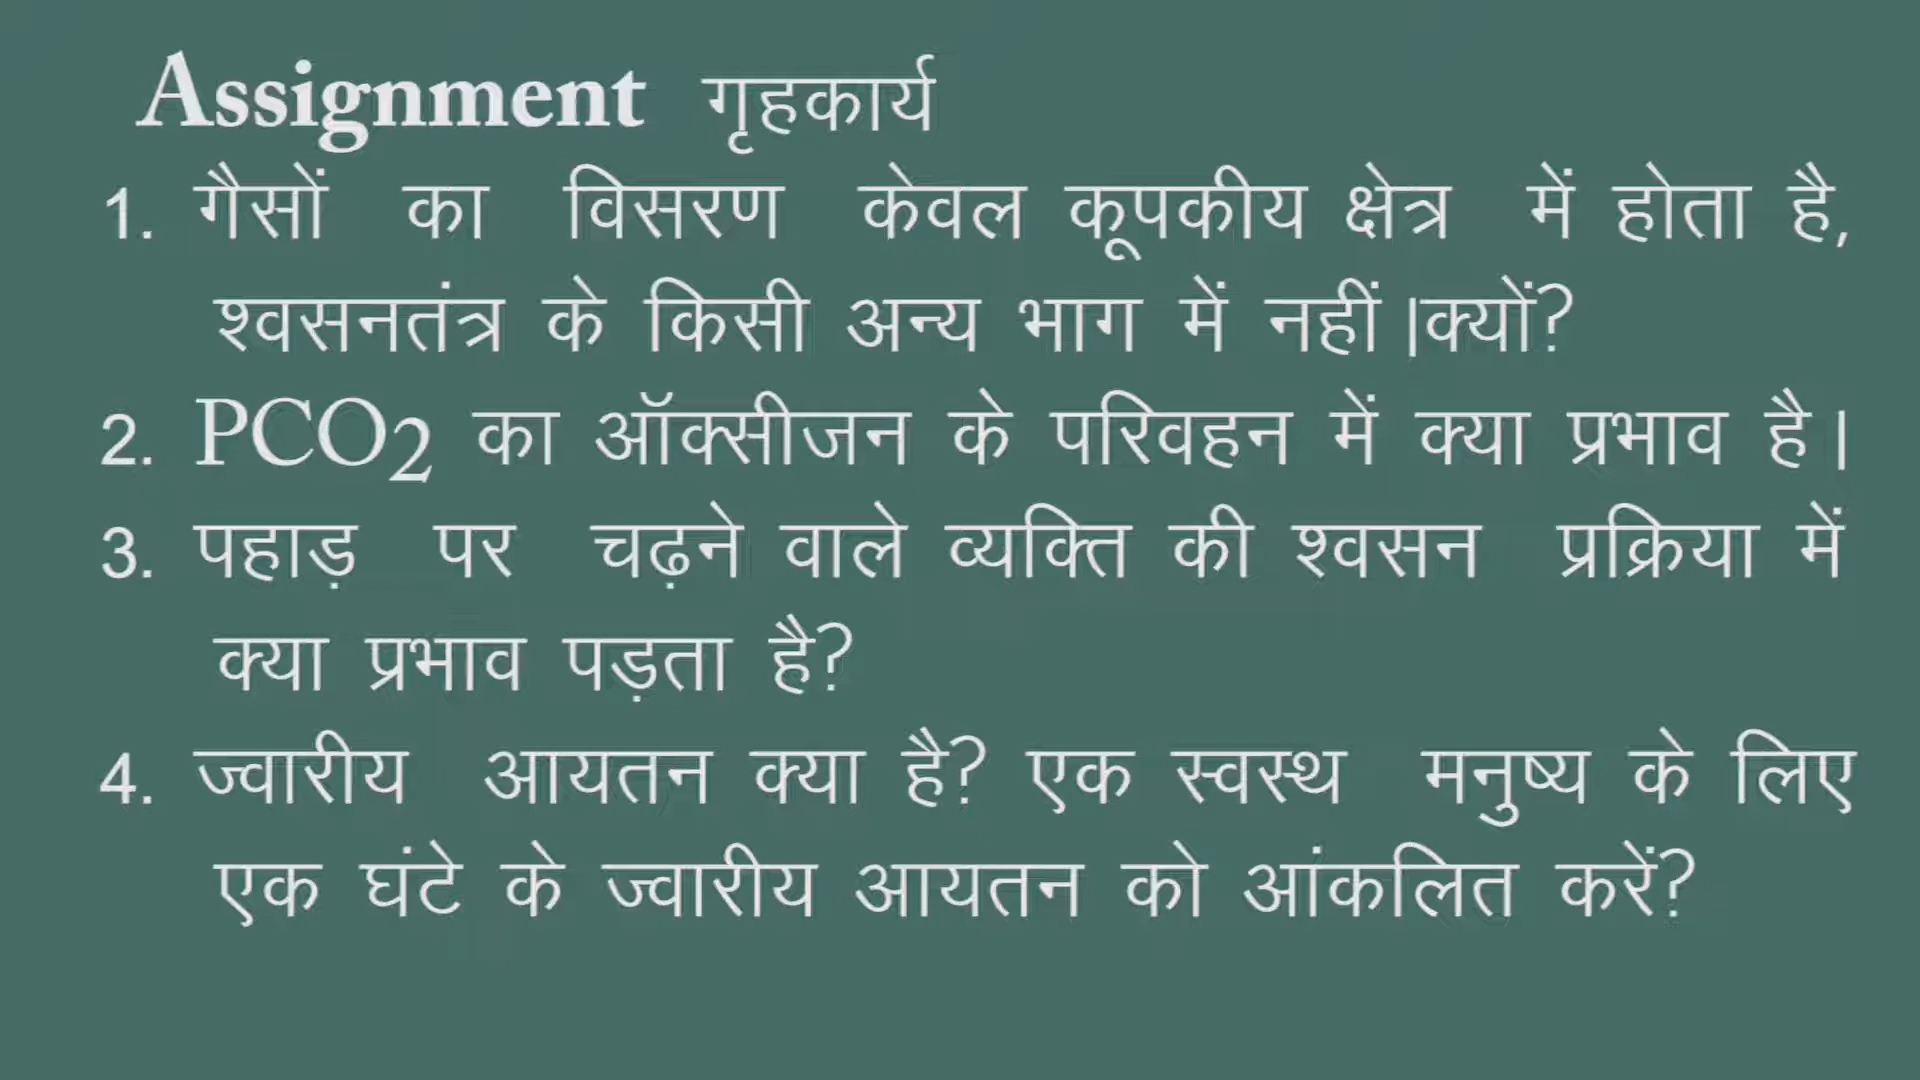 Assignment गृहकार्य
1. गैसों का विसरण केवल कूपकीय क्षेत्र में होता है,
श्वसनतंत्र के किसी अन्य भाग में नहीं।क्यों?
2. PCO2 का ऑक्सीजन के परिवहन में क्या प्रभाव है।
3. पहाड़ पर चढ़ने वाले व्यक्ति की श्वसन प्रक्रिया में
क्या प्रभाव पड़ता है?
4. ज्वारीय आयतन क्या है? एक स्वस्थ मनुष्य के लिए
एक घंटे के ज्वारीय आयतन को आंकलित करें?